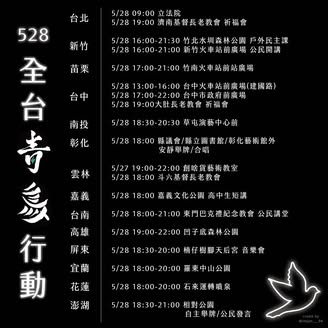 528
全台青鳥行動
台北
5/28 09:00 立法院
5/28 19:00 濟南基督長老教會 祈福會
新竹
5/28 16:00-21:30 竹北水圳森林公園 戶外民主課
5/28 16:00-21:00 新竹火車站前廣場 公民開講
苗栗
5/28 17:00-21:00 竹南火車站前站廣場
台中
5/28 13:00-16:00 台中火車站前廣場(建國路)
5/28 17:00-22:00 台中市政府前廣場
5/28 19:00大肚長老教會 祈福會
南投
5/28 18:30-20:30 草屯演藝中心前
彰化
5/28 18:00 縣議會/縣立圖書館/彰化藝術館外
安靜舉牌/合唱
雲林
5/27 19:00-22:00 創啥貨藝術教室
5/28 18:00 斗六基督長老教會
嘉義
5/28 18:00 嘉義文化公園 高中生短講
台南
5/28 18:00-21:00 東門巴克禮紀念教會 公民講堂
高雄
5/28 19:00-22:00 凹子底森林公園
屏東
5/28 18:30-20:00 楠仔樹腳天后宮 音樂會
宜蘭
5/28 18:00-20:00 羅東中山公園
花蓮
5/28 18:00-20:00 石來運轉噴泉
澎湖
5/28 18:30-21:00 相對公園
自主舉牌/公民發言